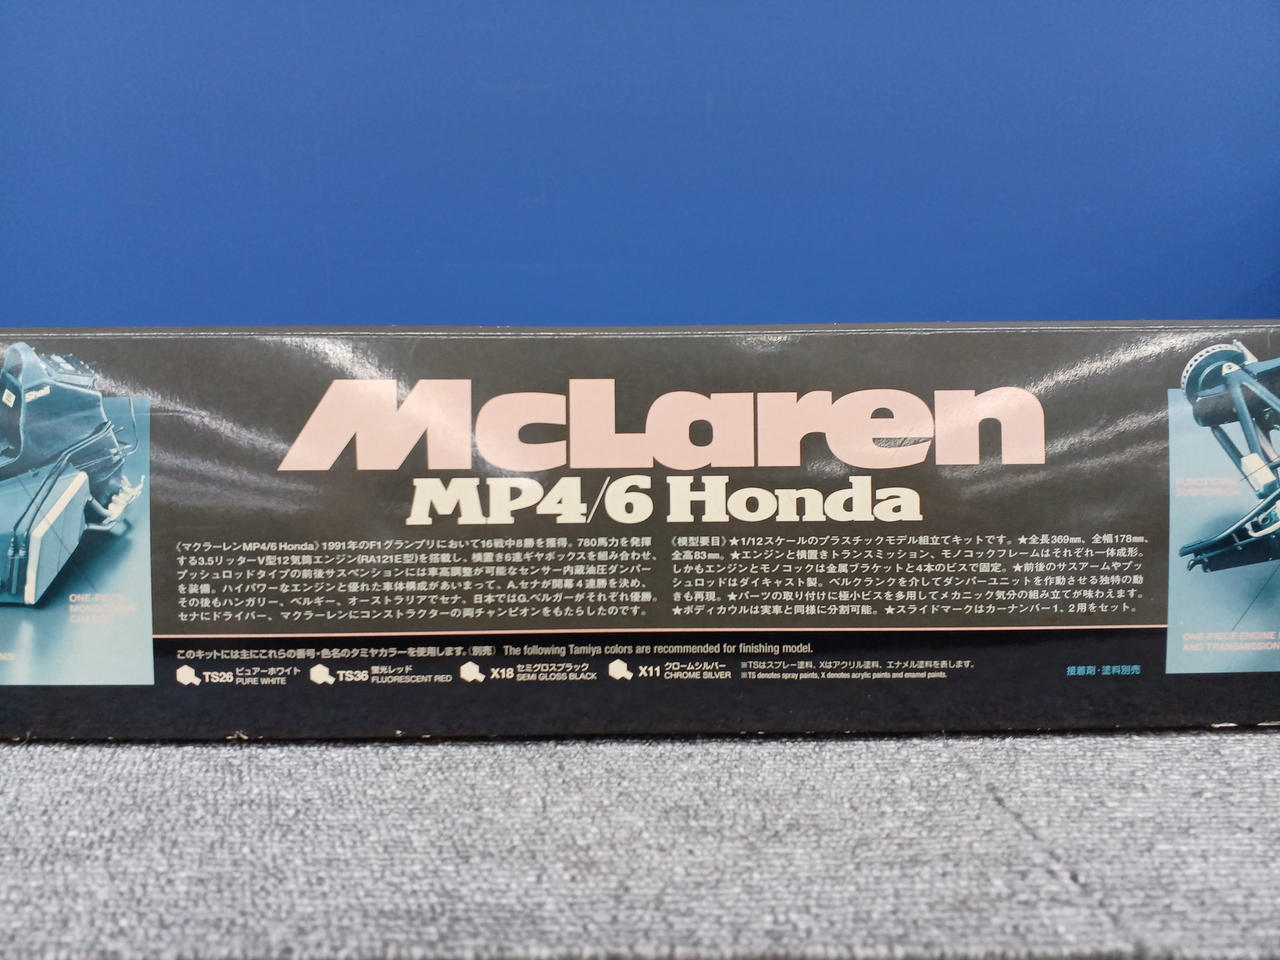 McLaren
MP4/6 Honda
《マクラーレンMP4/6 Honda》1991年のF1グランプリにおいて16戦中8勝を獲得。780馬力を発揮
する3.5リッターV型12気筒エンジン(RA121E型)を搭載し、横置き6速ギヤボックスを組み合わせ、
プッシュロッドタイプの前後サスペンションには車高調整が可能なセンサー内蔵油圧ダンパー
を装備。ハイパワーなエンジンと優れた車体構成があいまって、A.セナが開幕4連勝を決め、
その後もハンガリー、ベルギー、オーストラリアでセナ、日本ではG.ベルガーがそれぞれ優勝。
セナにドライバー、マクラーレンにコンストラクターの両チャンピオンをもたらしたのです。
《模型要目》★1/12スケールのプラスチックモデル組立てキットです。★全長369mm、全幅178mm、
全高83mm。★エンジンと横置きトランスミッション、モノコックフレームはそれぞれ一体成形。
しかもエンジンとモノコックは金属ブラケットと4本のビスで固定。★前後のサスアームやプッ
シュロッドはダイキャスト製。ベルクランクを介してダンパーユニットを作動させる独特の動
きも再現。★パーツの取り付けに極小ビスを多用してメカニック気分の組み立てが味わえます。
★ボディカウルは実車と同様に分割可能。★スライドマークはカーナンバー1、2用をセット。
このキットには主にこれらの番号・色名のタミヤカラーを使用します。(別売) The following Tamiya colors are recommended for finishing model.
TS26 ピュアーホワイト PURE WHITE
TS36 蛍光レッド FLUORESCENT RED
X18 セミグロスブラック SEMI GLOSS BLACK
X11 クロームシルバー CHROME SILVER
※TSはスプレー塗料、Xはアクリル塗料、エナメル塗料を表します。
※TS denotes spray paints, X denotes acrylic paints and enamel paints.
接着剤・塗料別売
ONE-PIECE
MONOCOQUE
FUNCTIONAL
SUSPENSION
ONE-PIECE ENGINE
AND TRANSMISSION
Shell